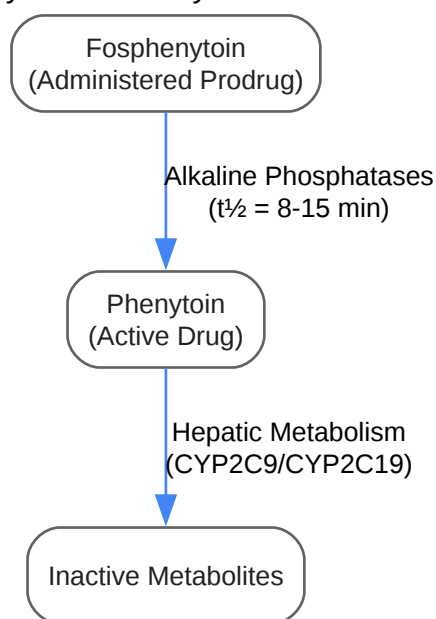 Fosphenytoin
(Administered Prodrug)
Alkaline Phosphatases
(t½ = 8-15 min)
Phenytoin
(Active Drug)
Hepatic Metabolism
(CYP2C9/CYP2C19)
Inactive Metabolites